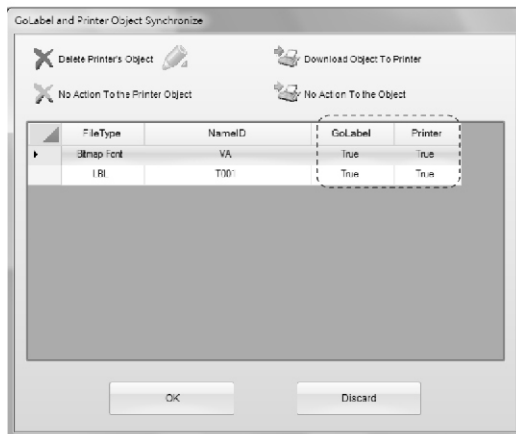 GoLabel and Printer Object Synchronize
Delete Printer's Object
Download Object To Printer
No Action To the Printer Object
No Action To the Object
FileType NameID GoLabel Printer
Bitmap Font VA True True
LBL True True
OK Discard